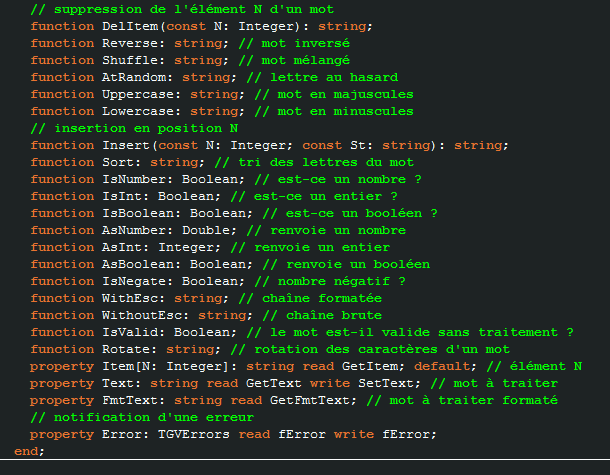 // suppression de l'élément N d'un mot
function DelItem(const N: Integer): string;
function Reverse: string; // mot inversé
function Shuffle: string; // mot mélangé
function AtRandom: string; // lettre au hasard
function Uppercase: string; // mot en majuscules
function Lowercase: string; // mot en minuscules
// insertion en position N
function Insert(const N: Integer; const St: string): string;
function Sort: string; // tri des lettres du mot
function IsNumber: Boolean; // est-ce un nombre ?
function IsInt: Boolean; // est-ce un entier ?
function IsBoolean: Boolean; // est-ce un booléen ?
function AsNumber: Double; // renvoie un nombre
function AsInt: Integer; // renvoie un entier
function AsBoolean: Boolean; // renvoie un booléen
function IsNegate: Boolean; // nombre négatif ?
function WithEsc: string; // chaîne formatée
function WithoutEsc: string; // chaîne brute
function IsValid: Boolean; // le mot est-il valide sans traitement ?
function Rotate: string; // rotation des caractères d'un mot
property Item[N: Integer]: string read GetItem; default; // élément N
property Text: string read GetText write SetText; // mot à traiter
property FmtText: string read GetFmtText; // mot à traiter formaté
// notification d'une erreur
property Error: TGVErrors read fError write fError;
end;